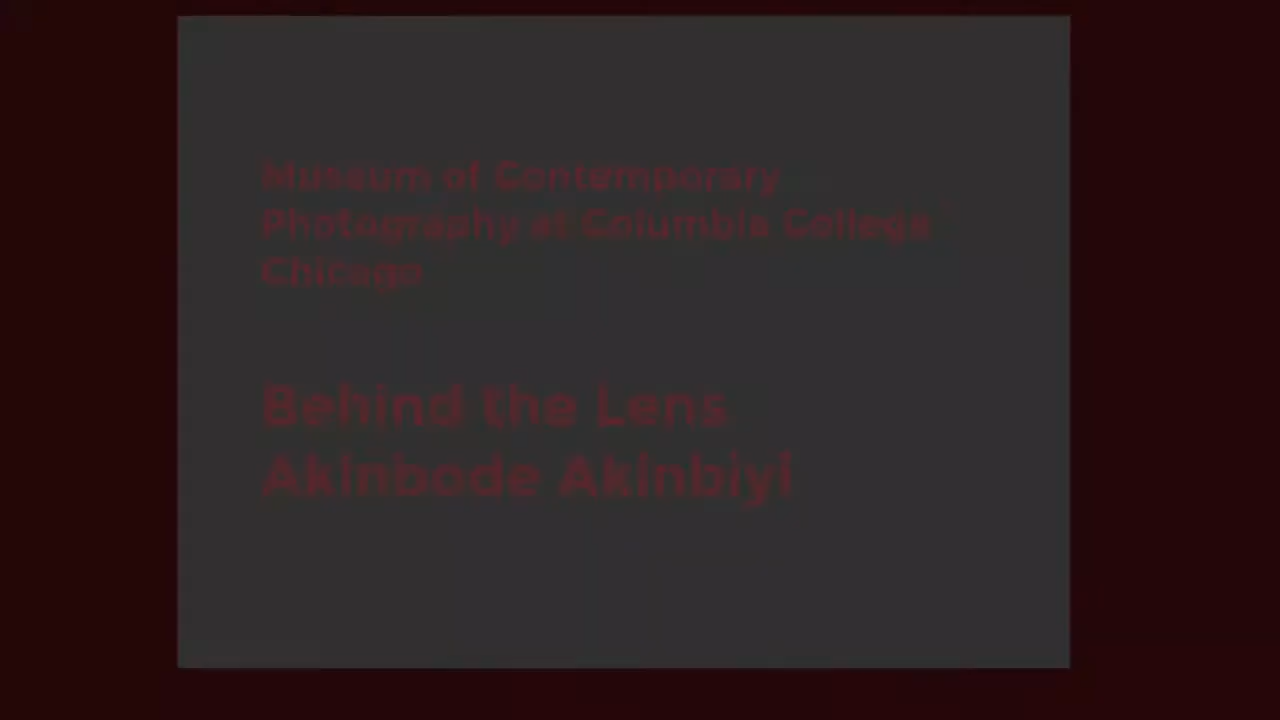 Museum of Contemporary
Photography at Columbia College
Chicago
Behind the Lens
Akinbode Akinbiyi